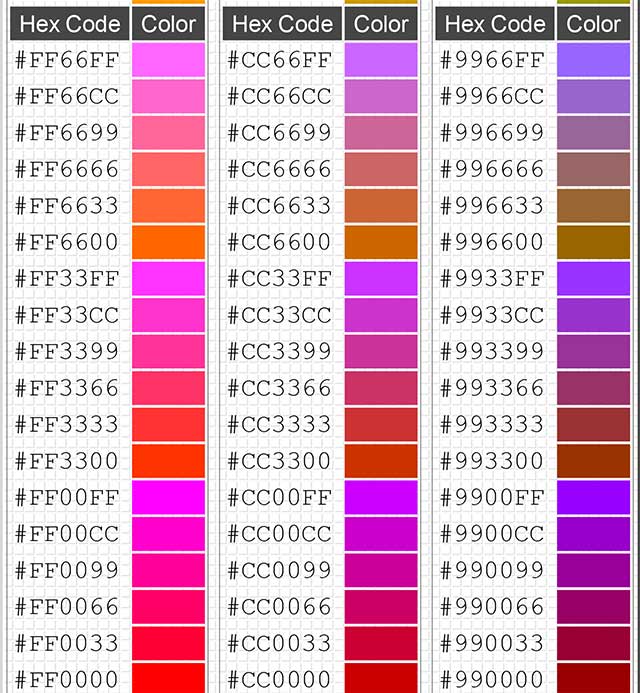 Hex Code Color Hex Code Color Hex Code Color
#FF66FF #CC66FF #9966FF
#FF66CC #CC66CC #9966CC
#FF6699 #CC6699 #996699
#FF6666 #CC6666 #996666
#FF6633 #CC6633 #996633
#FF6600 #CC6600 #996600
#FF33FF #CC33FF #9933FF
#FF33CC #CC33CC #9933CC
#FF3399 #CC3399 #993399
#FF3366 #CC3366 #993366
#FF3333 #CC3333 #993333
#FF3300 #CC3300 #993300
#FF00FF #CC00FF #9900FF
#FF00CC #CC00CC #9900CC
#FF0099 #CC0099 #990099
#FF0066 #CC0066 #990066
#FF0033 #CC0033 #990033
#FF0000 #CC0000 #990000